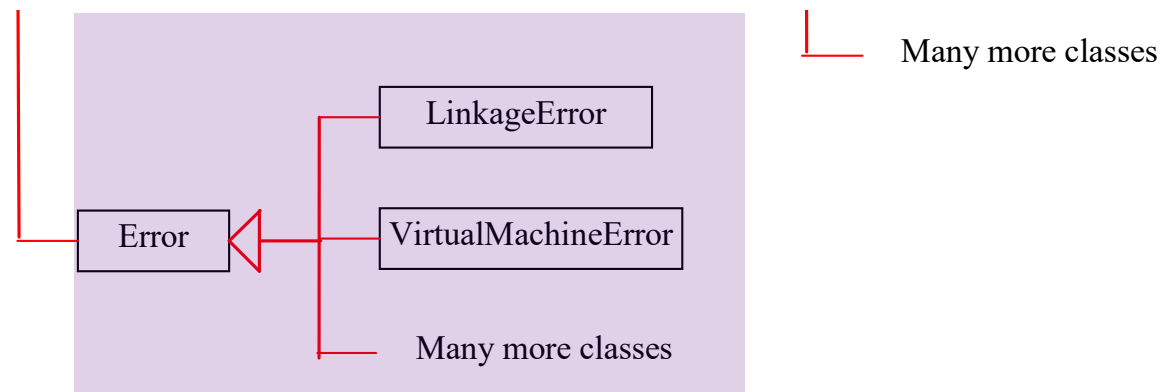 Many more classes
LinkageError
Error
VirtualMachineError
Many more classes